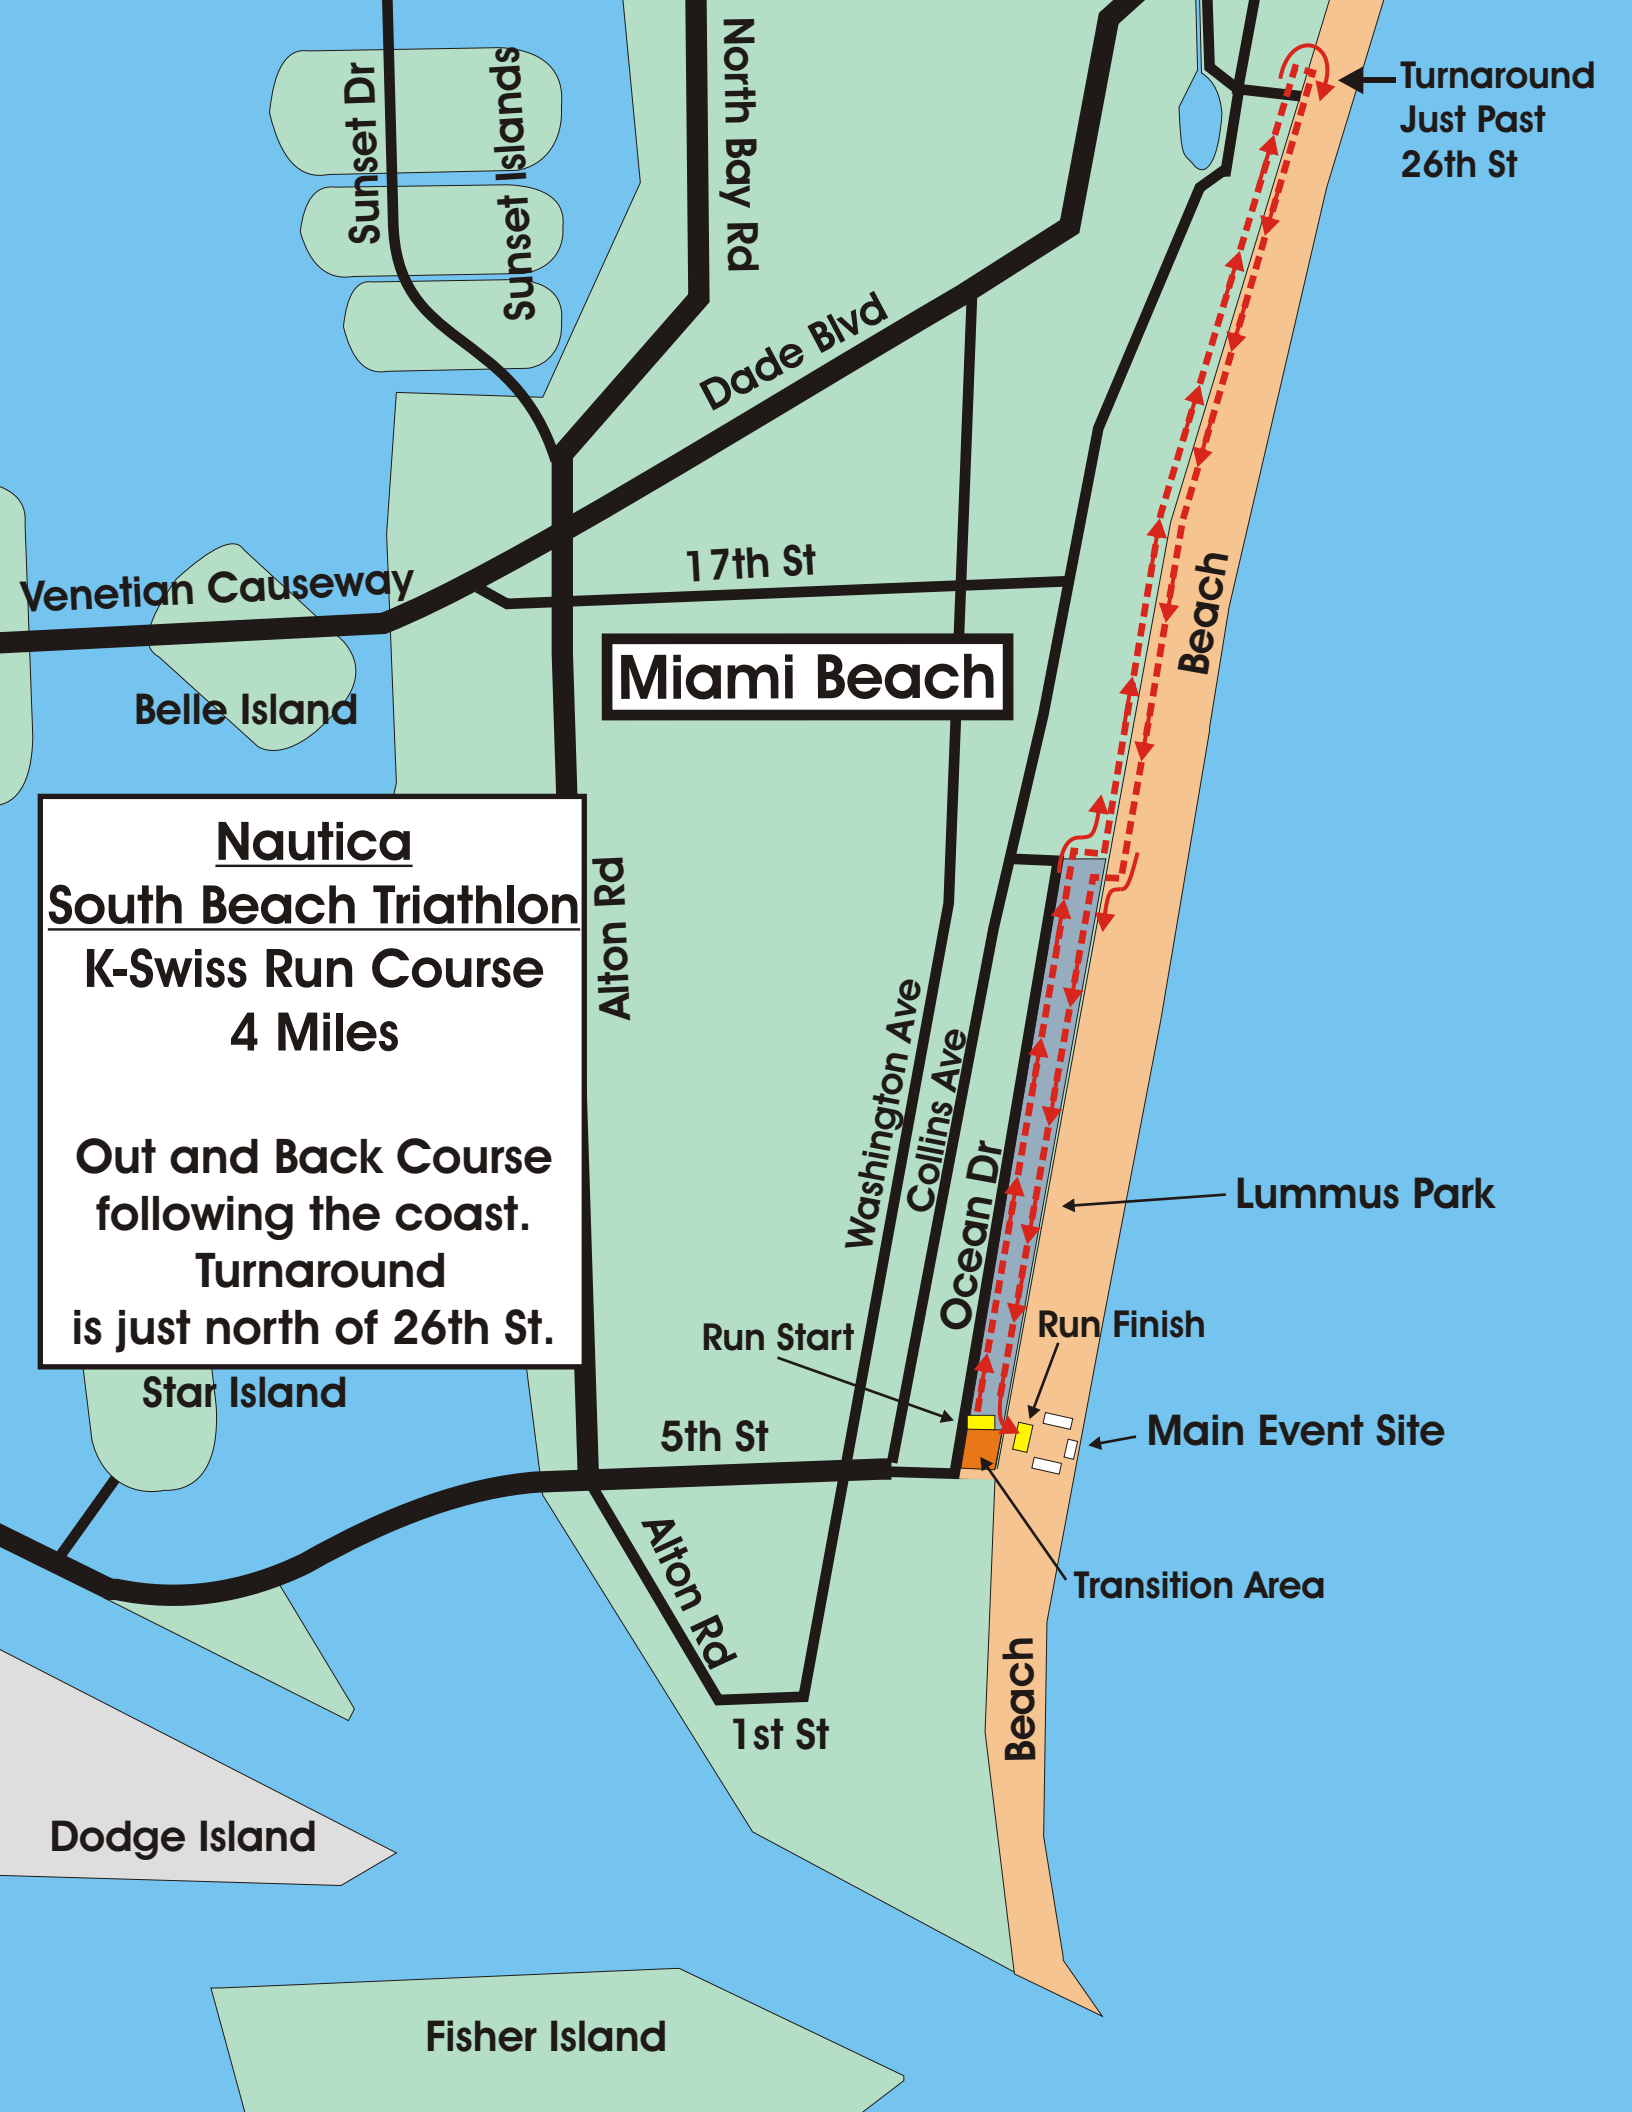 Sunset Dr
Sunset Islands
North Bay Rd
Turnaround
Just Past
26th St
Dade Blvd
17th St
Venetian Causeway
Beach
Miami Beach
Belle Island
Nautica
South Beach Triathlon
K-Swiss Run Course
4 Miles
Out and Back Course
following the coast.
Turnaround
is just north of 26th St.
Alton Rd
Washington Ave
Collins Ave
Ocean Dr
Lummus Park
Run Start
Run Finish
Star Island
5th St
Main Event Site
Alton Rd
Transition Area
Beach
1st St
Dodge Island
Fisher Island